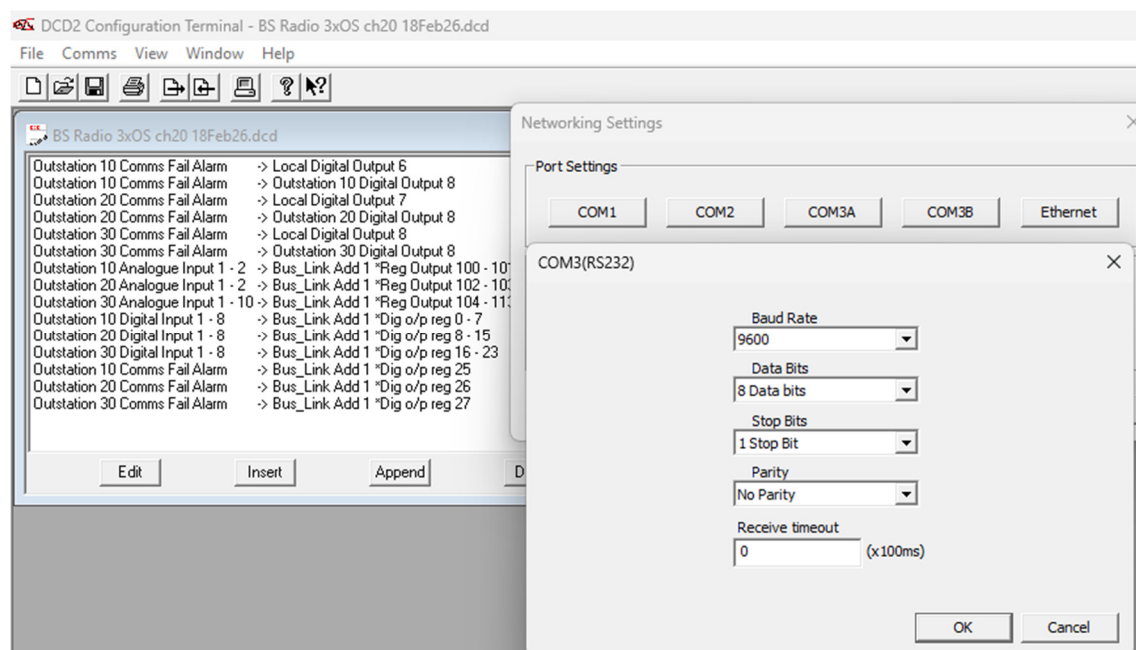 DCD2 Configuration Terminal - BS Radio 3xOS ch20 18Feb26.dcd
File Comms View Window Help
BS Radio 3xOS ch20 18Feb26.dcd
Outstation 10 Comms Fail Alarm -> Local Digital Output 6
Outstation 10 Comms Fail Alarm -> Outstation 10 Digital Output 8
Outstation 20 Comms Fail Alarm -> Local Digital Output 7
Outstation 20 Comms Fail Alarm -> Outstation 20 Digital Output 8
Outstation 30 Comms Fail Alarm -> Local Digital Output 8
Outstation 30 Comms Fail Alarm -> Outstation 30 Digital Output 8
Outstation 10 Analogue Input 1 - 2 -> Bus_Link Add 1 *Reg Output 100 -
Outstation 20 Analogue Input 1 - 2 -> Bus_Link Add 1 *Reg Output 102 -
Outstation 30 Analogue Input 1 - 10 -> Bus_Link Add 1 *Reg Output 104 -
Outstation 10 Digital Input 1 - 8 -> Bus_Link Add 1 *Dig o/p reg 0 - 7
Outstation 20 Digital Input 1 - 8 -> Bus_Link Add 1 *Dig o/p reg 8 - 15
Outstation 30 Digital Input 1 - 8 -> Bus_Link Add 1 *Dig o/p reg 16 - 23
Outstation 10 Comms Fail Alarm -> Bus_Link Add 1 *Dig o/p reg 25
Outstation 20 Comms Fail Alarm -> Bus_Link Add 1 *Dig o/p reg 26
Outstation 30 Comms Fail Alarm -> Bus_Link Add 1 *Dig o/p reg 27
Edit Insert Append
Networking Settings
Port Settings
COM1 COM2 COM3A COM3B Ethernet
COM3(RS232)
Baud Rate
9600
Data Bits
8 Data bits
Stop Bits
1 Stop Bit
Parity
No Parity
Receive timeout
0 (x100ms)
OK Cancel